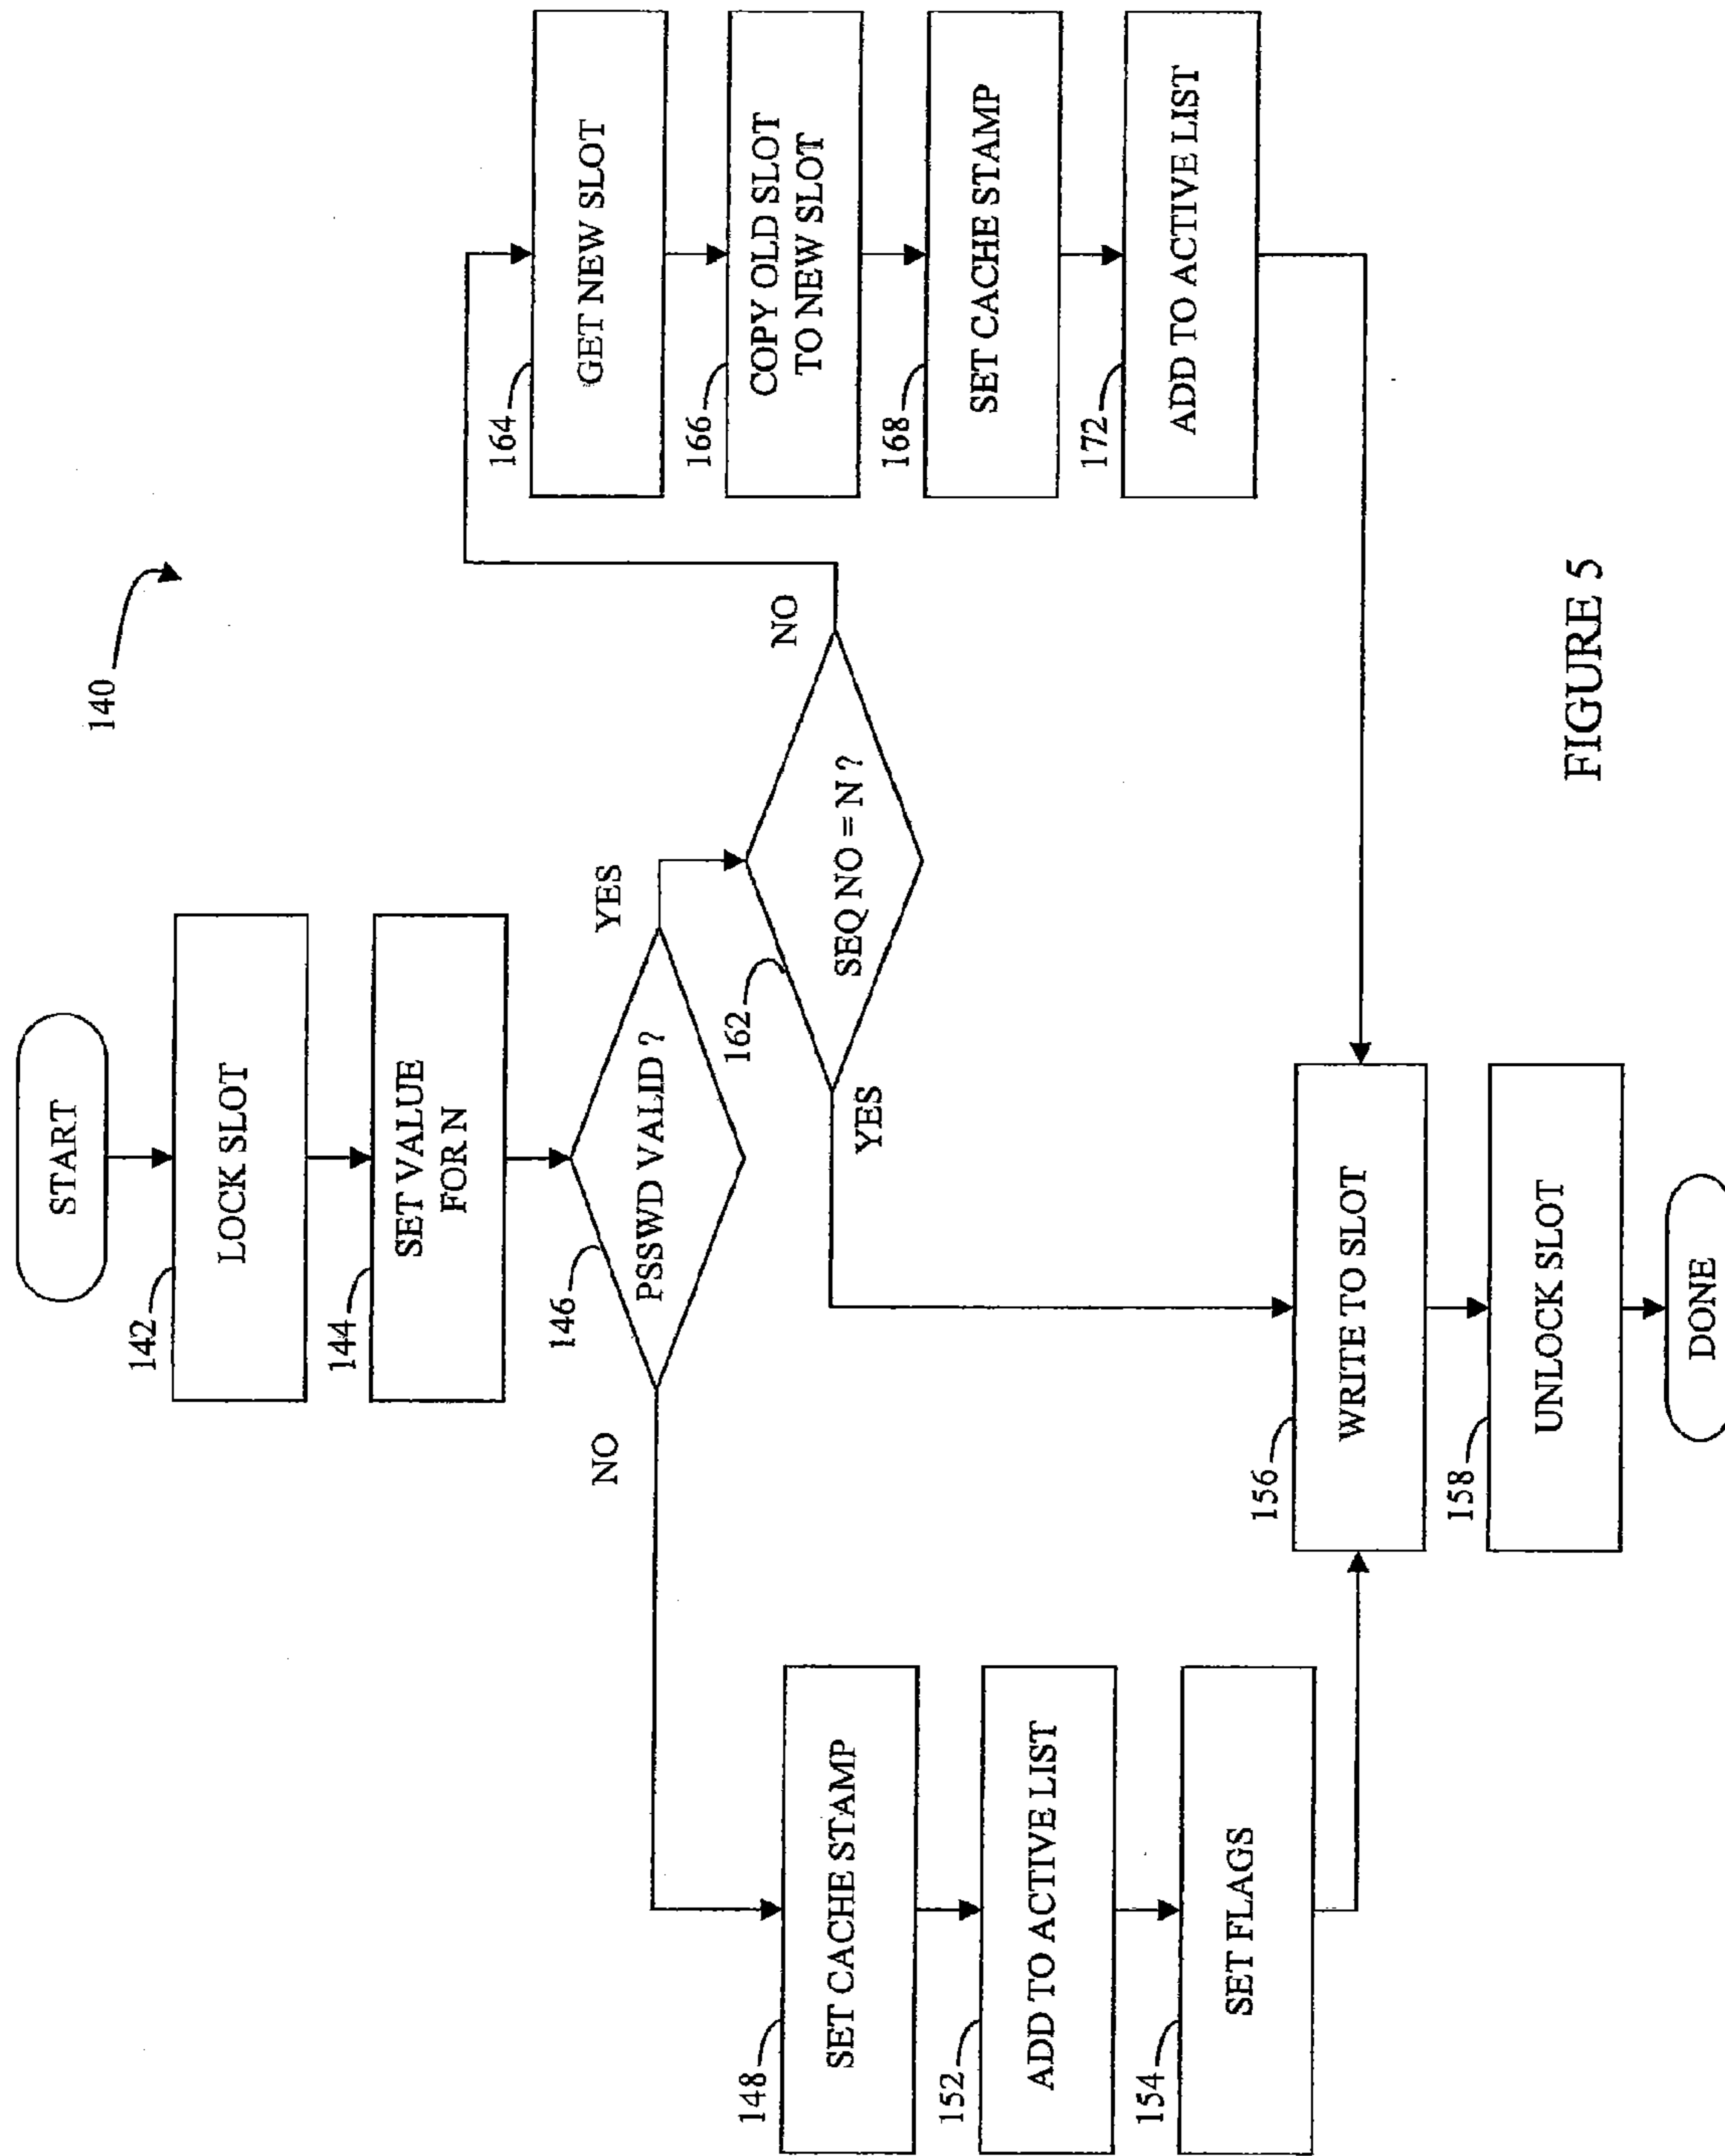 140
START
142
LOCK SLOT
144
SET VALUE
FOR N
146
PSSWD VALID ?
NO
YES
162
SEQ NO = N ?
YES
NO
148
SET CACHE STAMP
152
ADD TO ACTIVE LIST
154
SET FLAGS
164
GET NEW SLOT
166
COPY OLD SLOT
TO NEW SLOT
168
SET CACHE STAMP
172
ADD TO ACTIVE LIST
156
WRITE TO SLOT
158
UNLOCK SLOT
DONE
FIGURE 5